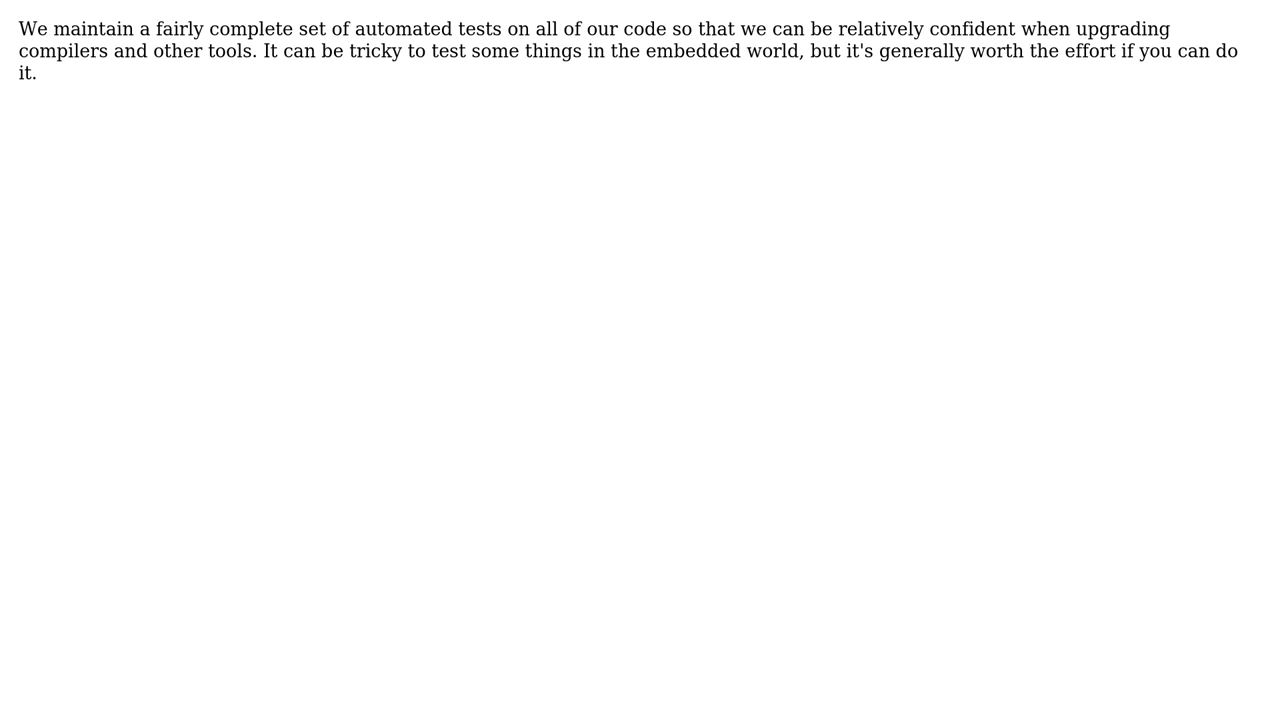 We maintain a fairly complete set of automated tests on all of our code so that we can be relatively confident when upgrading
compilers and other tools. It can be tricky to test some things in the embedded world, but it's generally worth the effort if you can do
it.